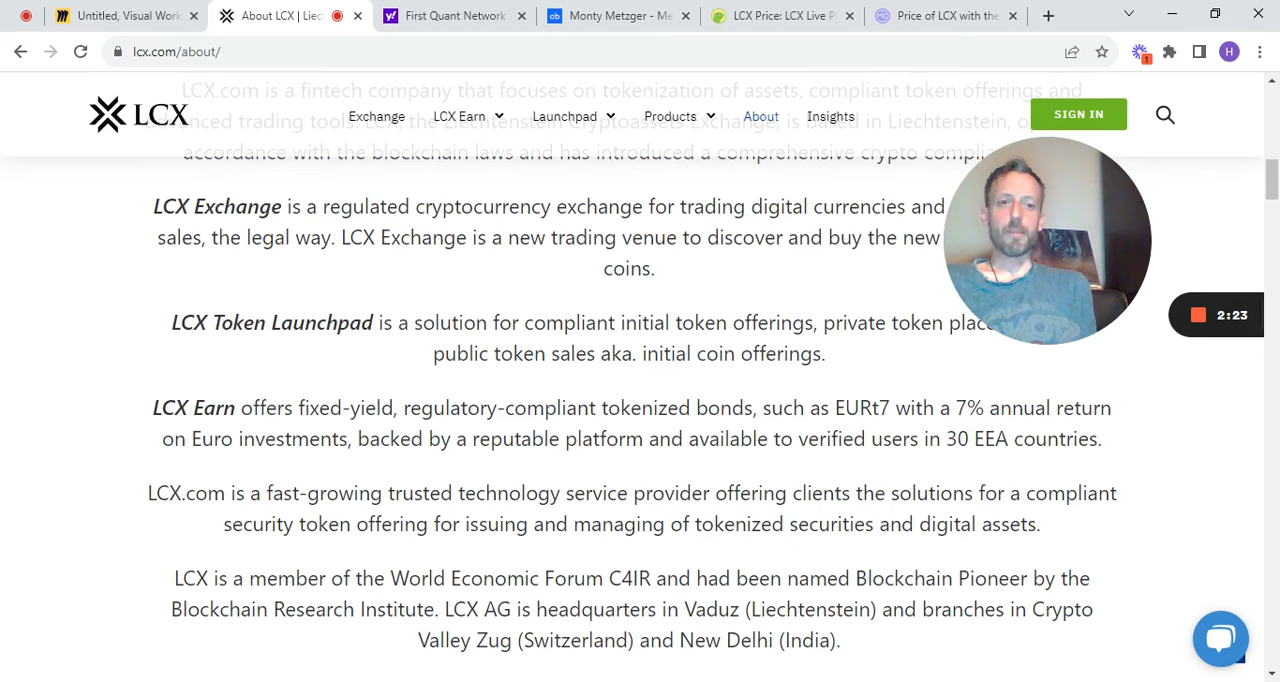 Untitled, Visual Work
About LCX | Liec
First Quant Network
Monty Metzger - Me
LCX Price: LCX Live P
Price of LCX with the
lcx.com/about/
1
H
LCX.com is a fintech company that focuses on tokenization of assets, compliant token offerings and
LCX
Exchange
LCX Earn
Launchpad
Products
About
Insights
SIGN IN
trading tools the Liechtenstein Cryptoassets Exchange, is based in Liechtenstein,
accordance with the blockchain laws and has introduced a comprehensive crypto
LCX Exchange is a regulated cryptocurrency exchange for trading digital currencies and
sales, the legal way. LCX Exchange is a new trading venue to discover and buy the new
coins.
LCX Token Launchpad is a solution for compliant initial token offerings, private token
public token sales aka. initial coin offerings.
2:23
LCX Earn offers fixed-yield, regulatory-compliant tokenized bonds, such as EURt7 with a 7% annual return
on Euro investments, backed by a reputable platform and available to verified users in 30 EEA countries.
LCX.com is a fast-growing trusted technology service provider offering clients the solutions for a compliant
security token offering for issuing and managing of tokenized securities and digital assets.
LCX is a member of the World Economic Forum C4IR and had been named Blockchain Pioneer by the
Blockchain Research Institute. LCX AG is headquarters in Vaduz (Liechtenstein) and branches in Crypto
Valley Zug (Switzerland) and New Delhi (India).